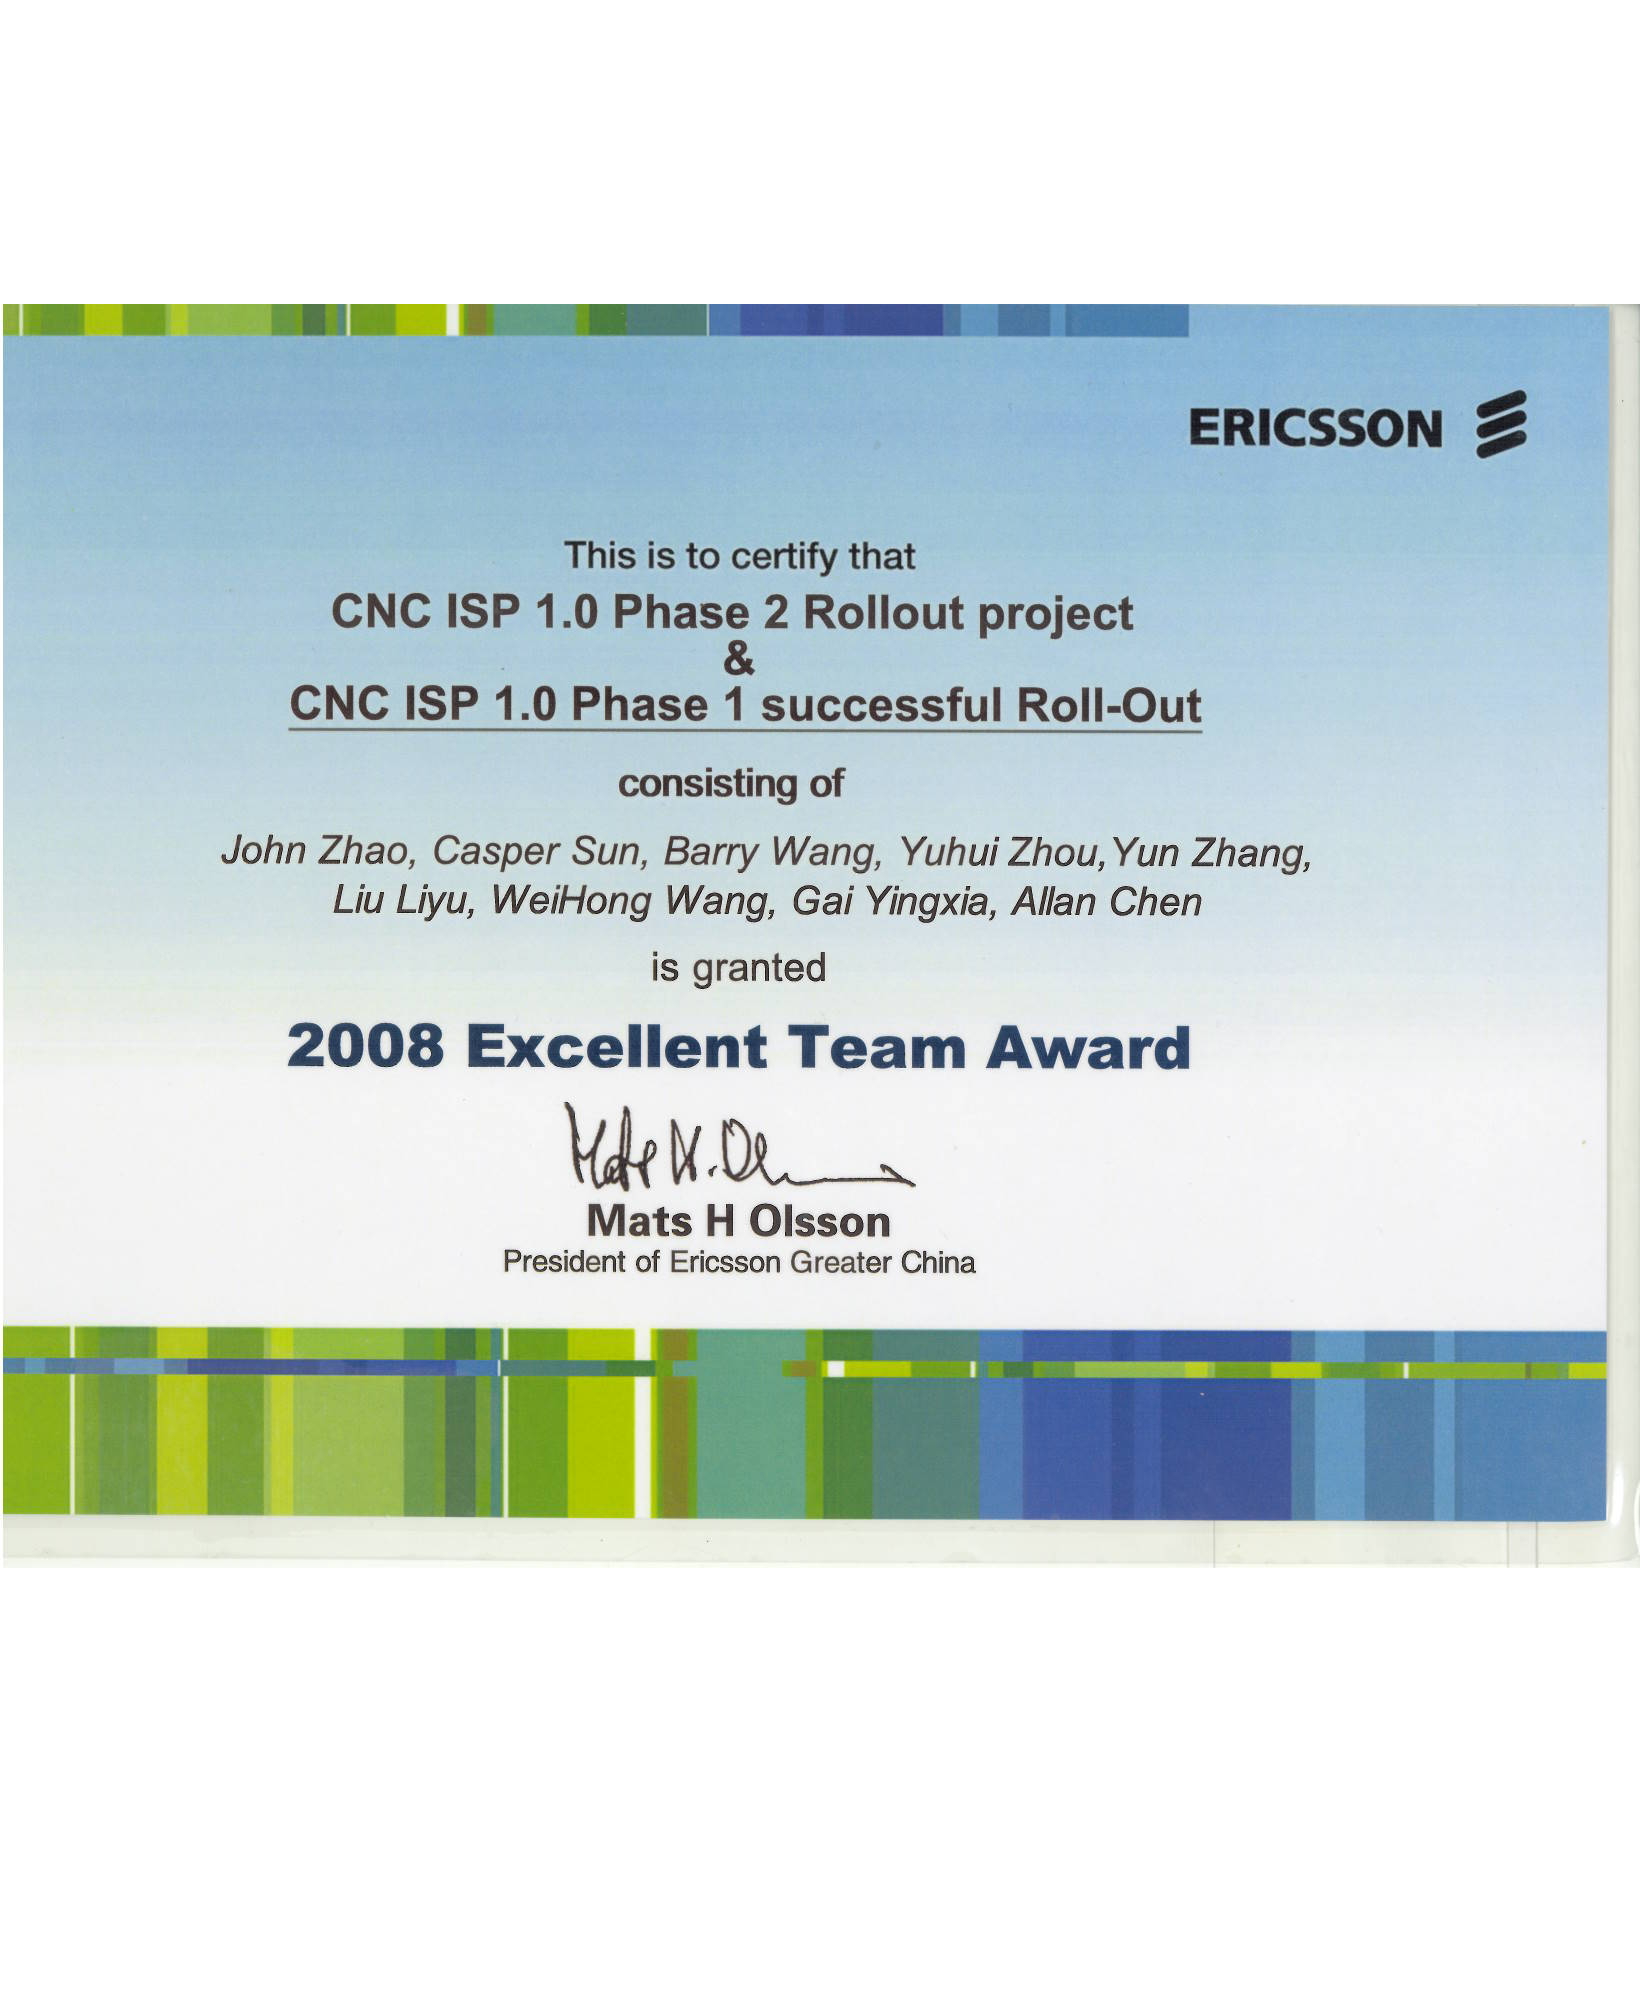 ERICSSON
This is to certify that
CNC ISP 1.0 Phase 2 Rollout project
&
CNC ISP 1.0 Phase 1 successful Roll-Out
consisting of
John Zhao, Casper Sun, Barry Wang, Yuhui Zhou, Yun Zhang,
Liu Liyu, WeiHong Wang, Gai Yingxia, Allan Chen
is granted
2008 Excellent Team Award
Mats H. Ol
Mats H Olsson
President of Ericsson Greater China